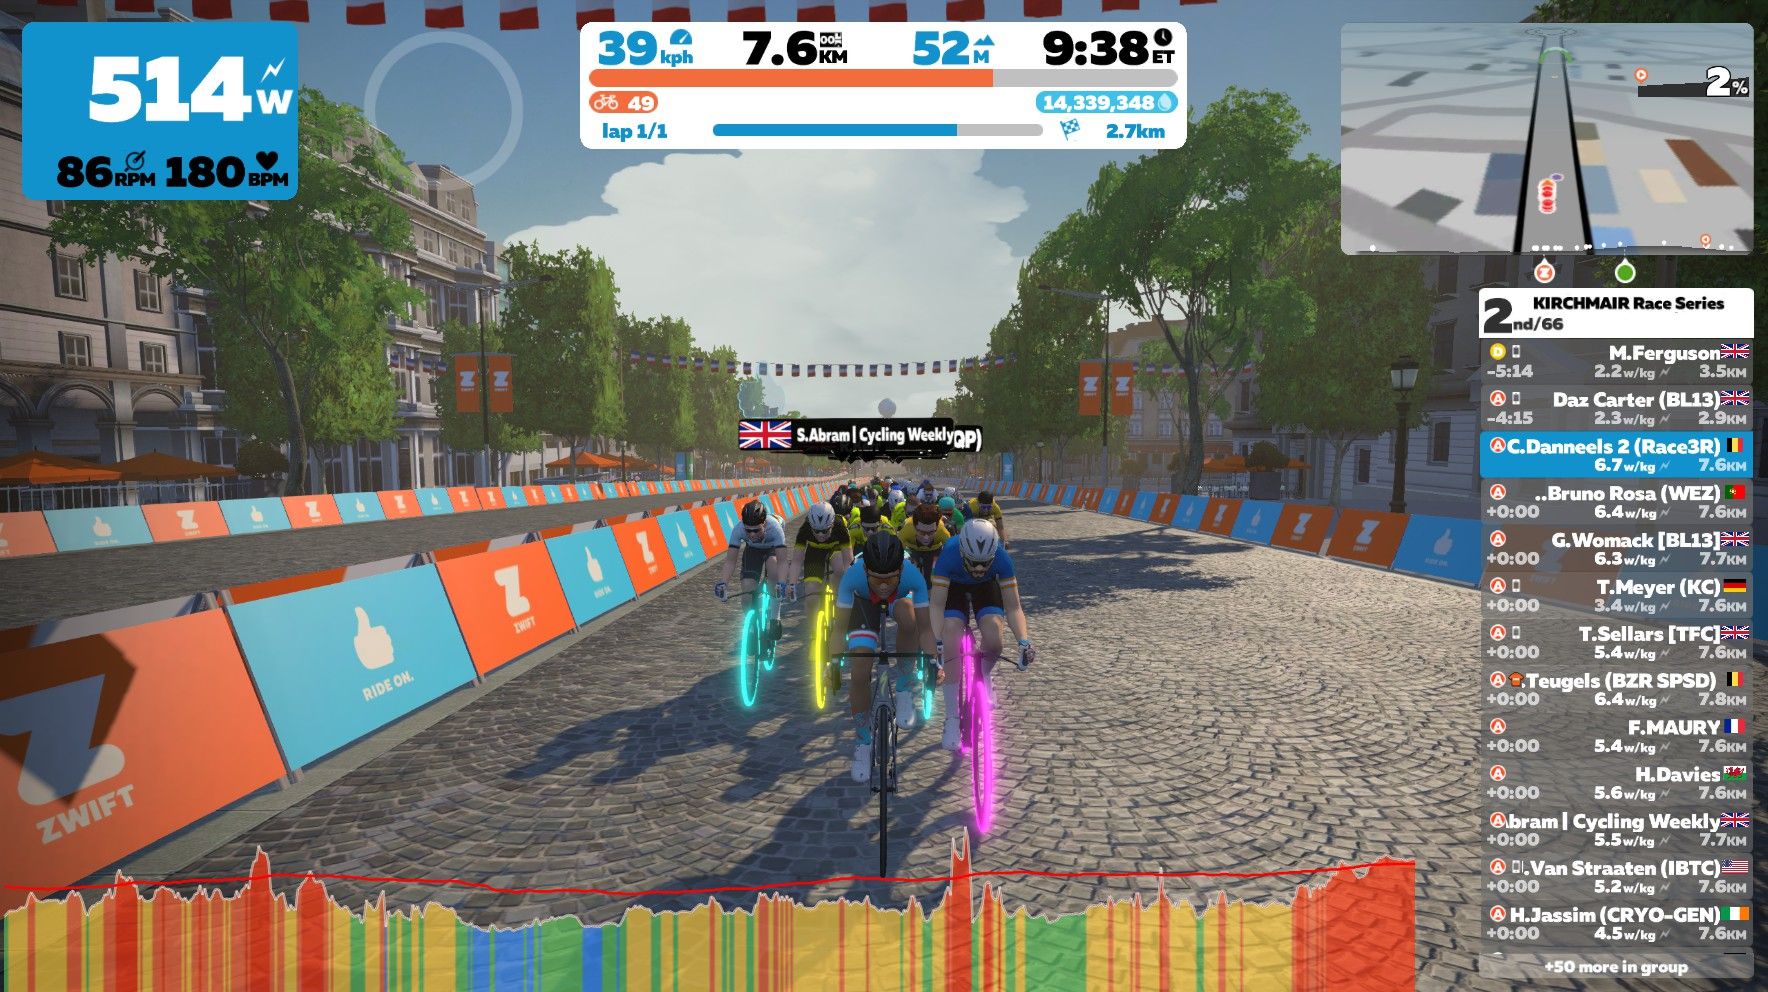 514w
86RPM 180BPM
39kph 7.6KM 52M 9:38ET
49
14,339,348
lap 1/1
2.7km
2%
Z
KIRCHMAIR Race Series
2nd/66
D M.Ferguson
-5:14 2.2w/kg 3.5KM
A Daz Carter (BL13)
-4:15 2.3w/kg 2.9KM
A C.Danneels 2 (Race3R)
6.7w/kg 7.6KM
A ..Bruno Rosa (WEZ)
+0:00 6.4w/kg 7.6KM
A G.Womack [BL13]
+0:00 6.3w/kg 7.7KM
A T.Meyer (KC)
+0:00 3.4w/kg 7.6KM
A T.Sellars [TFC]
+0:00 5.4w/kg 7.6KM
A .Teugels (BZR SPSD)
+0:00 6.4w/kg 7.8KM
A F.MAURY
+0:00 5.4w/kg 7.6KM
A H.Davies
+0:00 5.6w/kg 7.6KM
A Abram | Cycling Weekly
+0:00 5.5w/kg 7.7KM
A .Van Straaten (IBTC)
+0:00 5.2w/kg 7.6KM
A H.Jassim (CRYO-GEN)
+0:00 4.5w/kg 7.6KM
+50 more in group
S.Abram | Cycling Weekly QP)
ZWIFT
RIDE ON.
ZWIFT